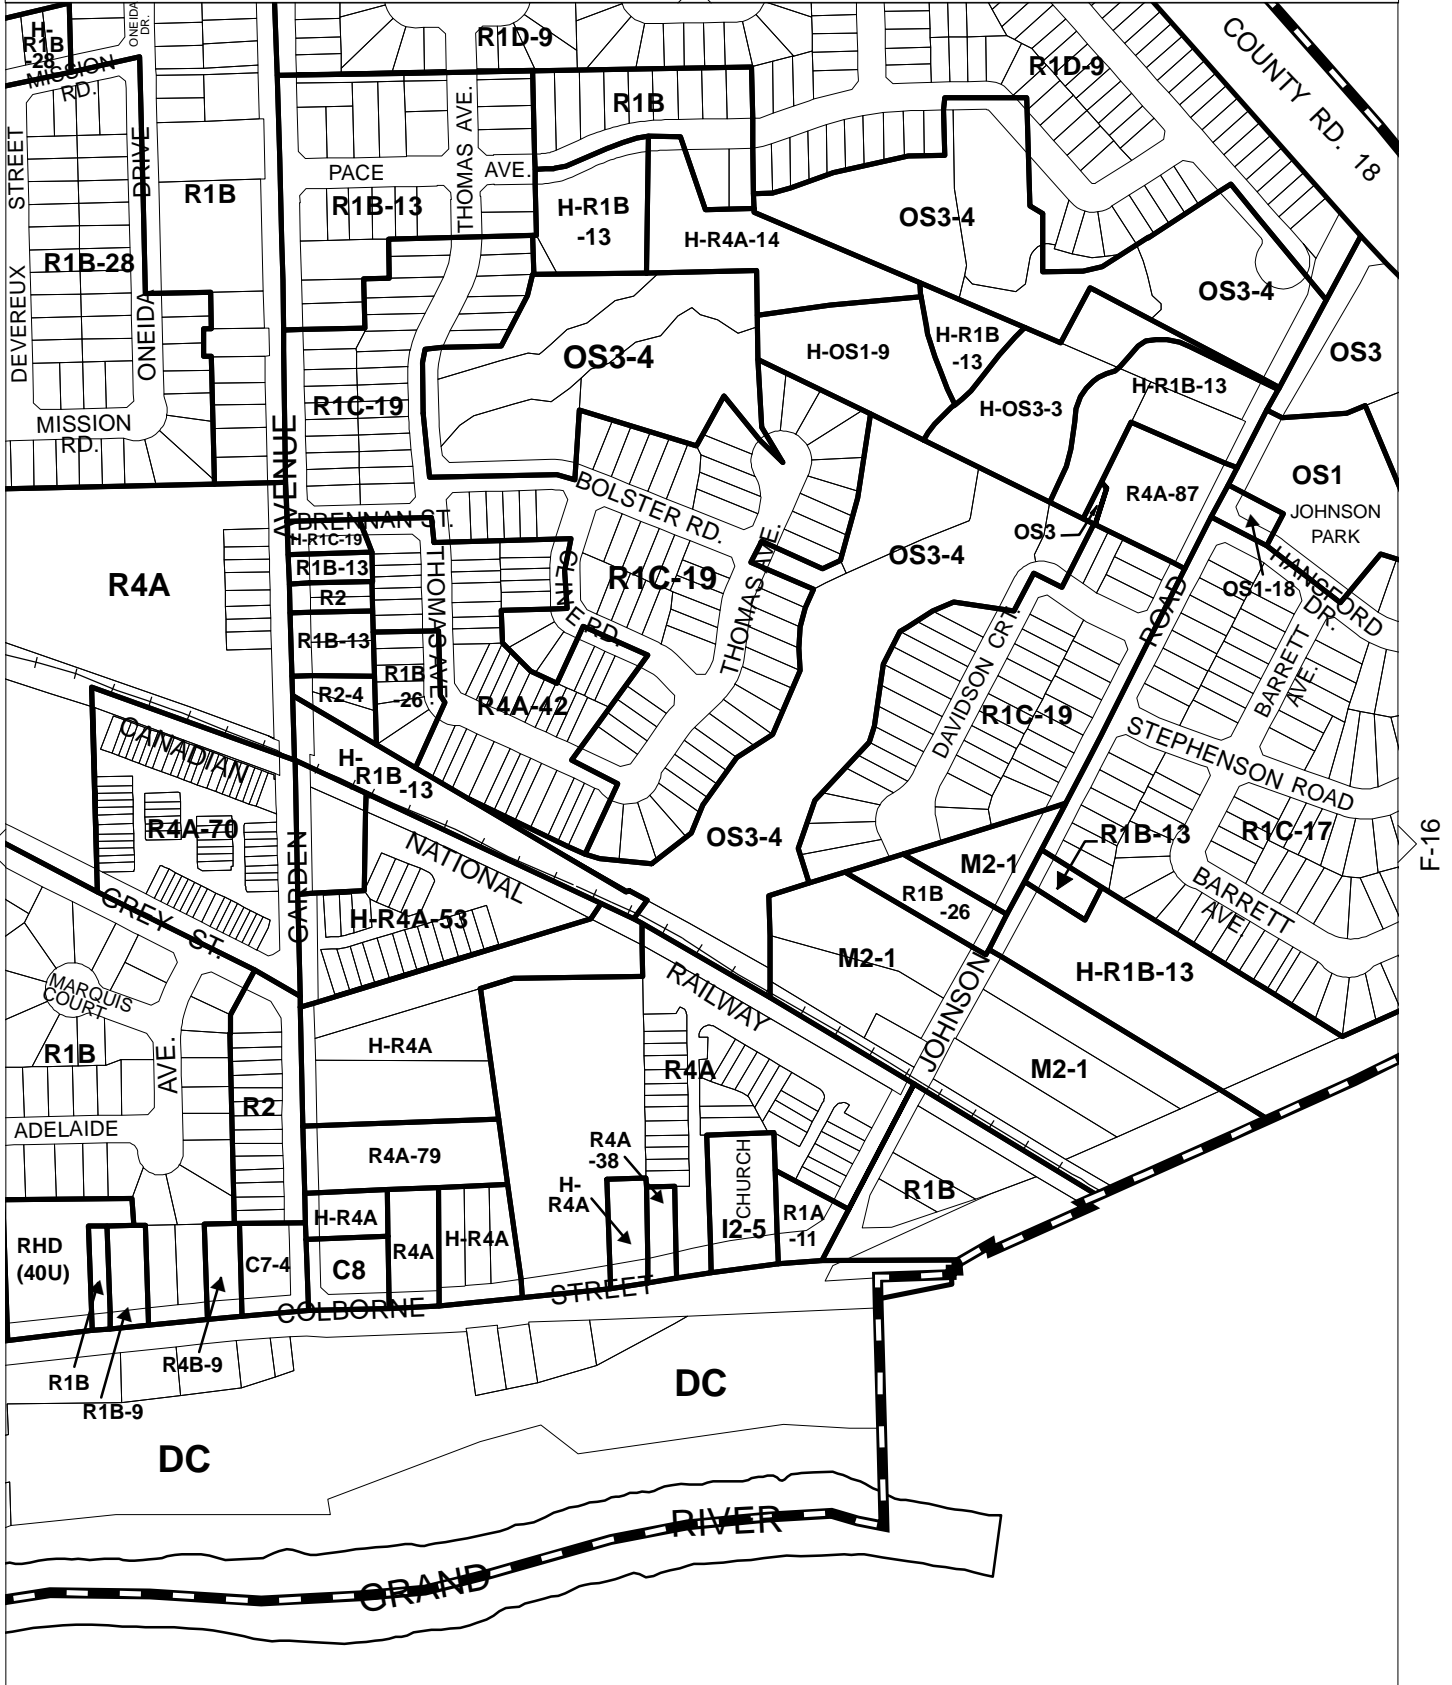 H-
R1B
-28
MISSION
RD.
ONEIDA
DR.
R1D-9
R1D-9
COUNTY RD. 18
THOMAS AVE.
R1B
STREET
DEVEREUX
DRIVE
ONEIDA
R1B
PACE
AVE.
R1B-13
H-R1B
-13
H-R4A-14
OS3-4
R1B-28
OS3-4
OS3
OS3-4
H-OS1-9
H-R1B
-13
H-R1B-13
H-OS3-3
R1C-19
MISSION
RD.
AVENUE
BOLSTER RD.
OS1
JOHNSON
PARK
R4A-87
OS3
BRENNAN ST.
H-R1C-19
R1B-13
R2
R1B-13
R2-4
THOMAS AVE.
R1B
-26
CLINE RD.
R1C-19
THOMAS AVE.
OS3-4
R4A
OS1-18
HANSFORD
DR.
ROAD
BARRETT
AVE.
R4A-42
DAVIDSON CRT.
R1C-19
STEPHENSON ROAD
CANADIAN
H-
R1B
-13
R4A-70
GARDEN
NATIONAL
OS3-4
R1B-13
R1C-17
F-16
M2-1
R1B
-26
BARRETT
AVE.
GREY ST.
H-R4A-53
M2-1
H-R1B-13
RAILWAY
JOHNSON
MARQUIS
COURT
R1B
AVE.
H-R4A
R4A
M2-1
R2
ADELAIDE
R4A-79
R4A
-38
H-
R4A
CHURCH
I2-5
R1A
-11
R1B
H-R4A
R4A
H-R4A
RHD
(40U)
C7-4
C8
COLBORNE
STREET
R4B-9
R1B
R1B-9
DC
DC
RIVER
GRAND